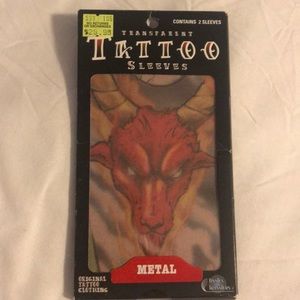 CONTAINS 2 SLEEVES
TRANSPARENT
TATTOO
SLEEVES
METAL
ORIGINAL
TATTOO
CLOTHING